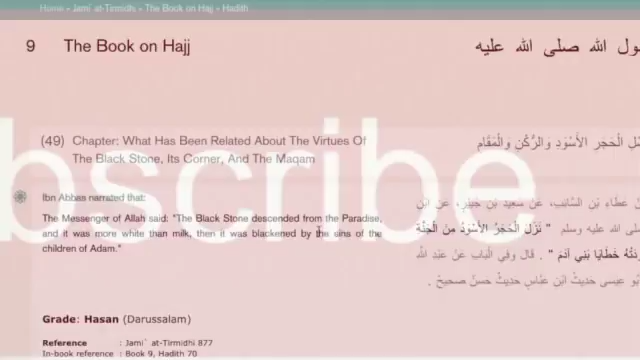 Home » Jami` at-Tirmidhi » The Book on Hajj » Hadith
9 The Book on Hajj
ول الله صلى الله عليه
bscribe
(49) Chapter: What Has Been Related About The Virtues Of
The Black Stone, Its Corner, And The Maqam
ل الْحَجَرِ الأَسْوَدِ وَالرُّكْنِ وَالْمَقَامِ
Ibn Abbas narrated that:
The Messenger of Allah said: "The Black Stone descended from the Paradise,
and it was more white than milk, then it was blackened by the sins of the
children of Adam."
عَطَاءِ بْنِ السَّائِبِ، عَنْ سَعِيدِ بْنِ جُبَيْرٍ، عَنِ ابْنِ
صلى الله عليه وسلم " نَزَلَ الْحَجَرُ الأَسْوَدُ مِنَ الْجَنَّةِ
خَطَايَا بَنِي آدَمَ " . قَالَ وَفِي الْبَابِ عَنْ عَبْدِ اللَّهِ
بُو عِيسَى حَدِيثُ ابْنِ عَبَّاسٍ حَدِيثٌ حَسَنٌ صَحِيحٌ .
Grade: Hasan (Darussalam)
Reference : Jami` at-Tirmidhi 877
In-book reference : Book 9, Hadith 70